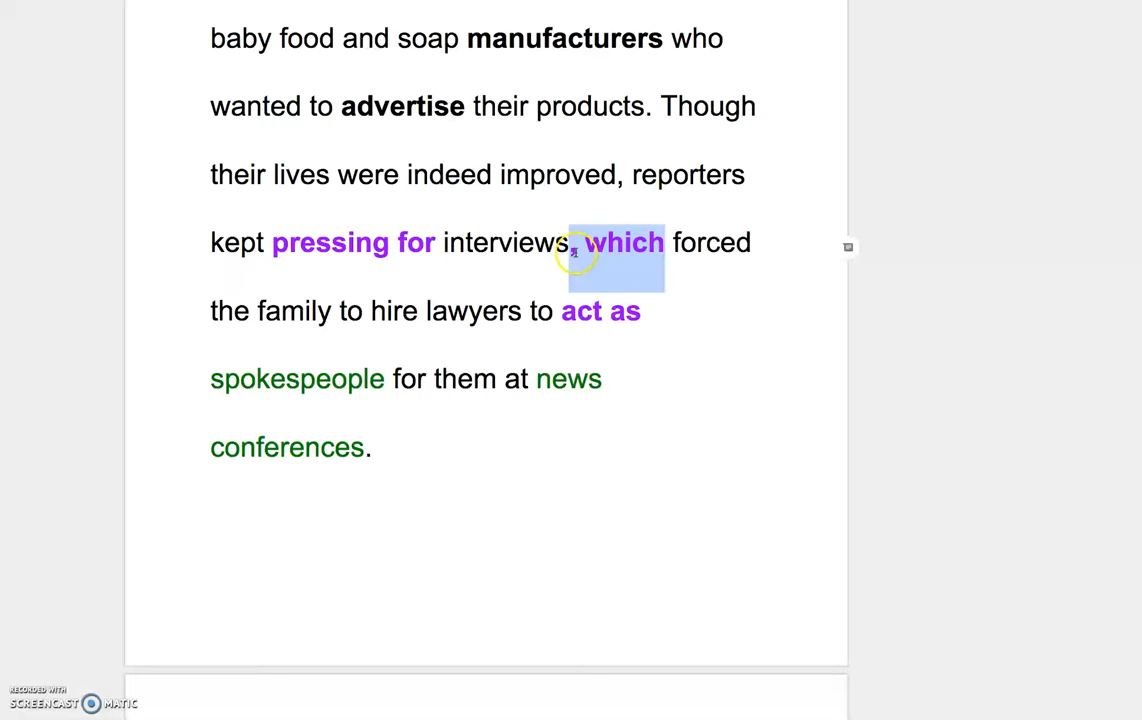 baby food and soap manufacturers who
wanted to advertise their products. Though
their lives were indeed improved, reporters
kept pressing for interviews, which forced
the family to hire lawyers to act as
spokespeople for them at news
conferences.
RECORDED WITH
SCREENCAST MATIC